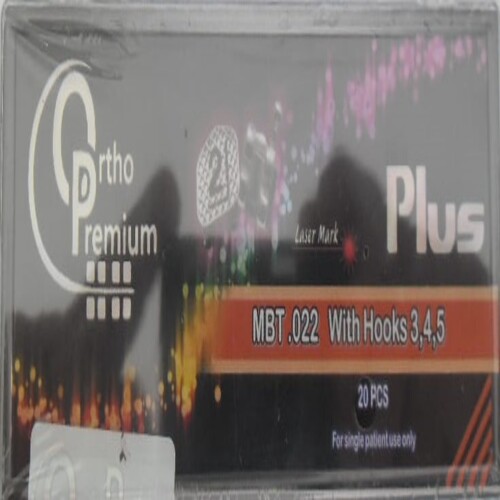 Ortho
Premium
Plus
2
Laser Mark
MBT .022 With Hooks 3,4,5
20 PCS
For single patient use only